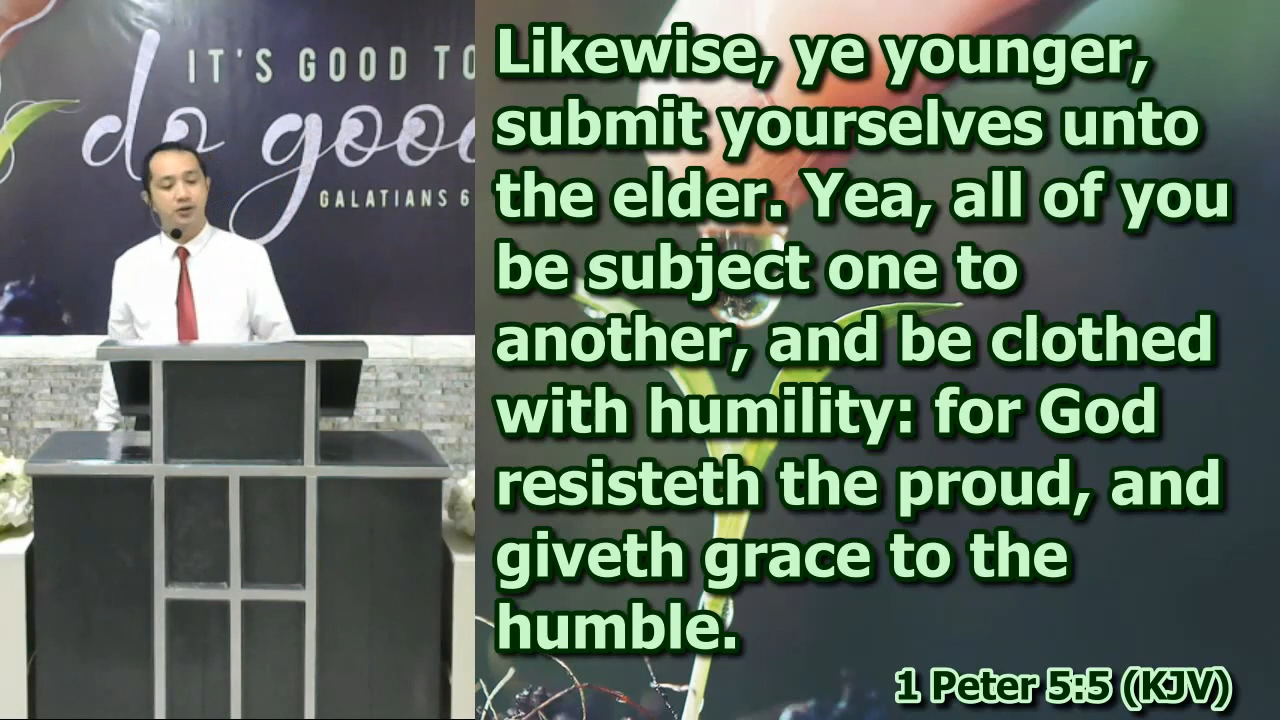 IT'S GOOD TO
do good
GALATIANS 6
Likewise, ye younger,
submit yourselves unto
the elder. Yea, all of you
be subject one to
another, and be clothed
with humility: for God
resisteth the proud, and
giveth grace to the
humble.
1 Peter 5:5 (KJV)